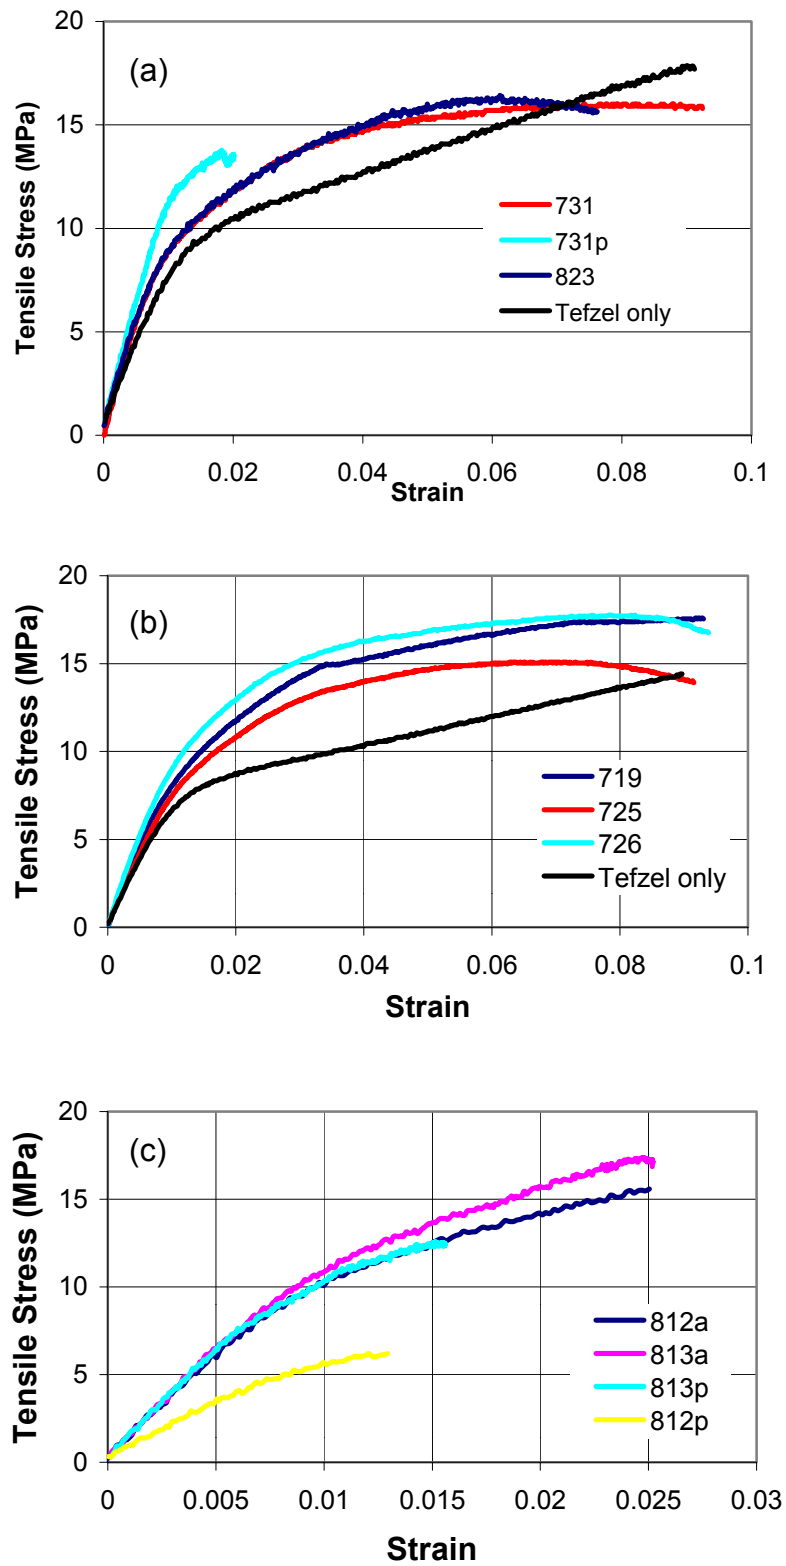 (a)
Tensile Stress (MPa)
20
15
10
5
0
731
731p
823
Tefzel only
0 0.02 0.04 0.06 0.08 0.1
Strain
(b)
Tensile Stress (MPa)
20
15
10
5
0
719
725
726
Tefzel only
0 0.02 0.04 0.06 0.08 0.1
Strain
(c)
Tensile Stress (MPa)
20
15
10
5
0
812a
813a
813p
812p
0 0.005 0.01 0.015 0.02 0.025 0.03
Strain